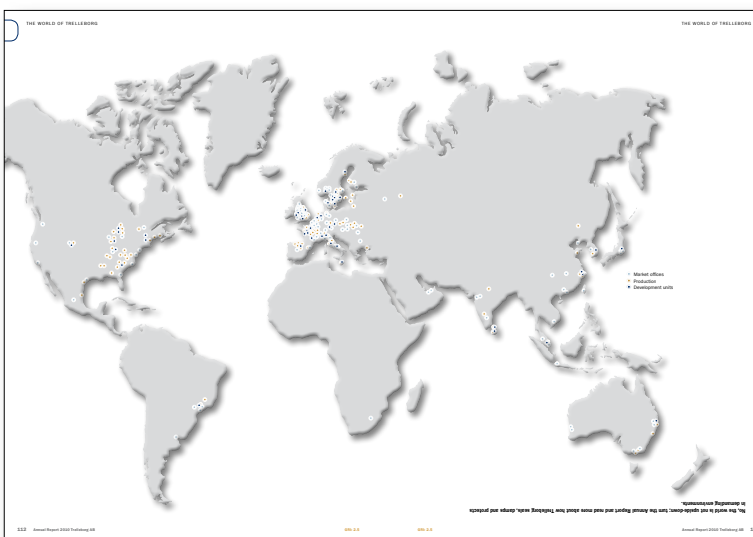 THE WORLD OF TRELLEBORG
THE WORLD OF TRELLEBORG
Market offices
Production
Development units
No, the world is not upside-down: turn the Annual Report and read more about how Trelleborg seals, damps and protects
in demanding environments.
112 Annual Report 2010 Trelleborg AB
Annual Report 2010 Trelleborg AB